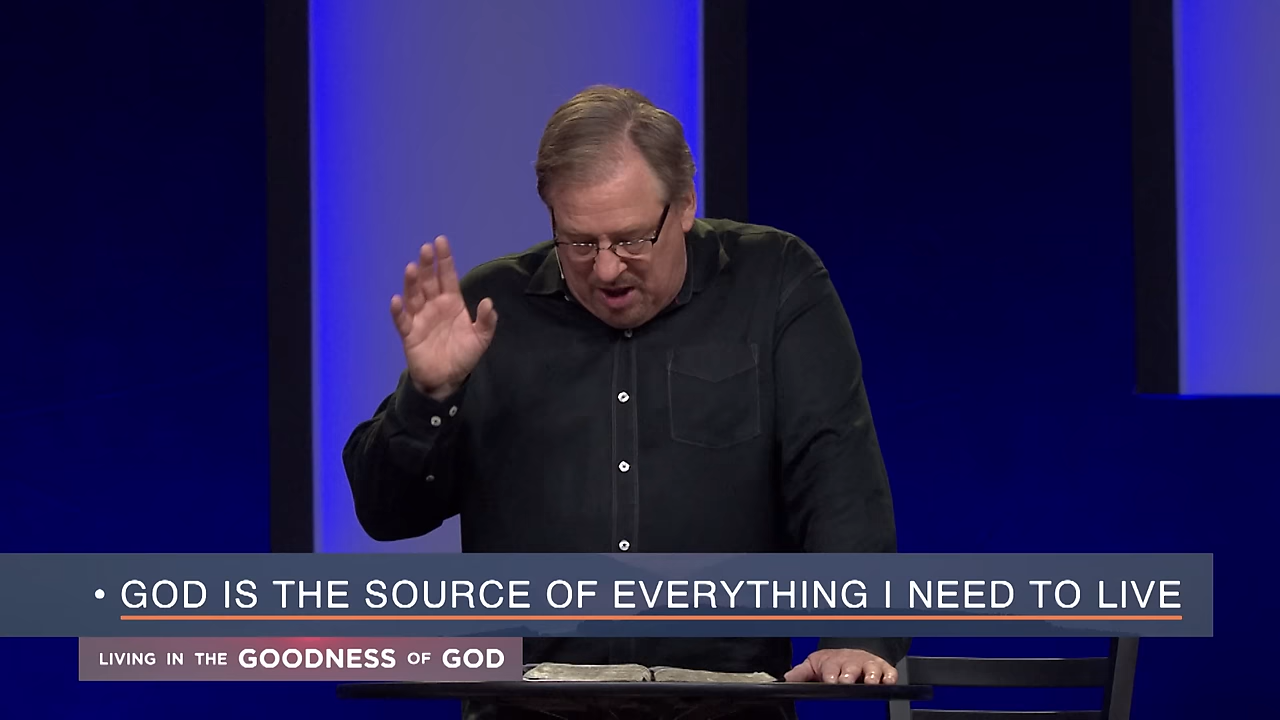 • GOD IS THE SOURCE OF EVERYTHING I NEED TO LIVE
LIVING IN THE GOODNESS OF GOD